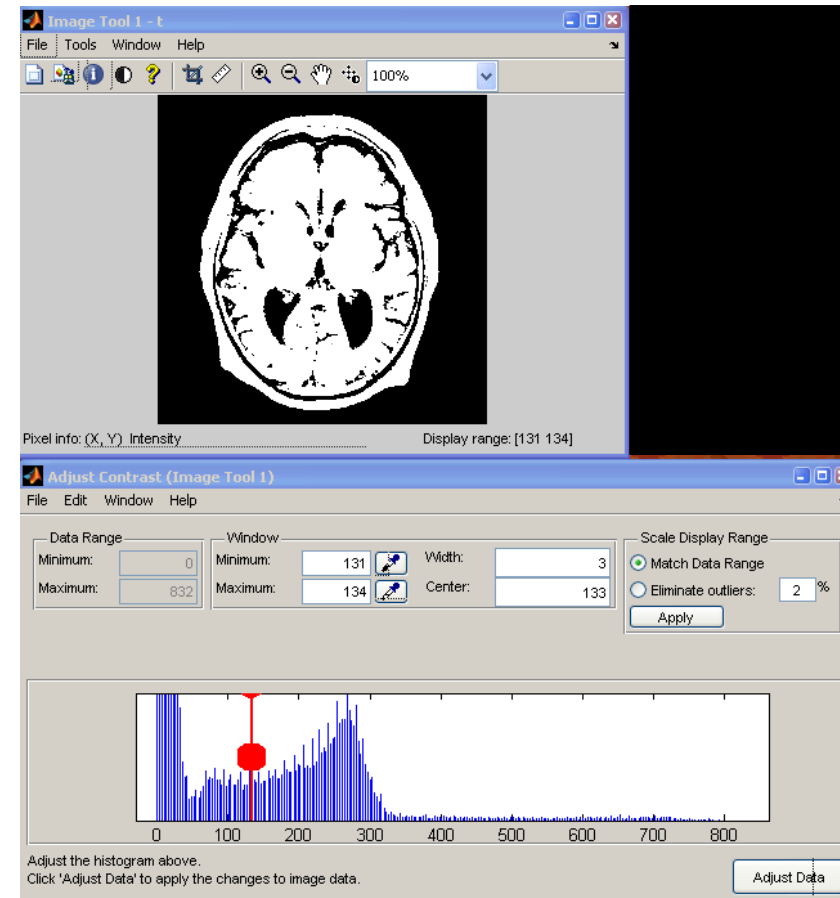 Image Tool 1 - t
File Tools Window Help
100%
Pixel info: (X, Y) Intensity
Display range: [131 134]
Adjust Contrast (Image Tool 1)
File Edit Window Help
Data Range
Minimum: 0
Maximum: 832
Window
Minimum: 131
Maximum: 134
Width: 3
Center: 133
Scale Display Range
Match Data Range
Eliminate outliers: 2 %
Apply
0 100 200 300 400 500 600 700 800
Adjust the histogram above.
Click 'Adjust Data' to apply the changes to image data.
Adjust Data